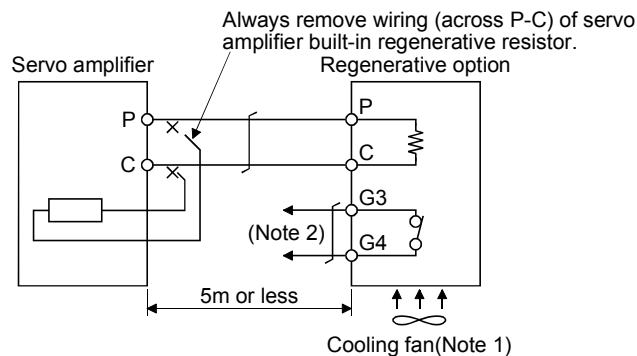 Always remove wiring (across P-C) of servo
amplifier built-in regenerative resistor.
Servo amplifier
Regenerative option
P
P
C
C
G3
(Note 2)
G4
5m or less
Cooling fan(Note 1)